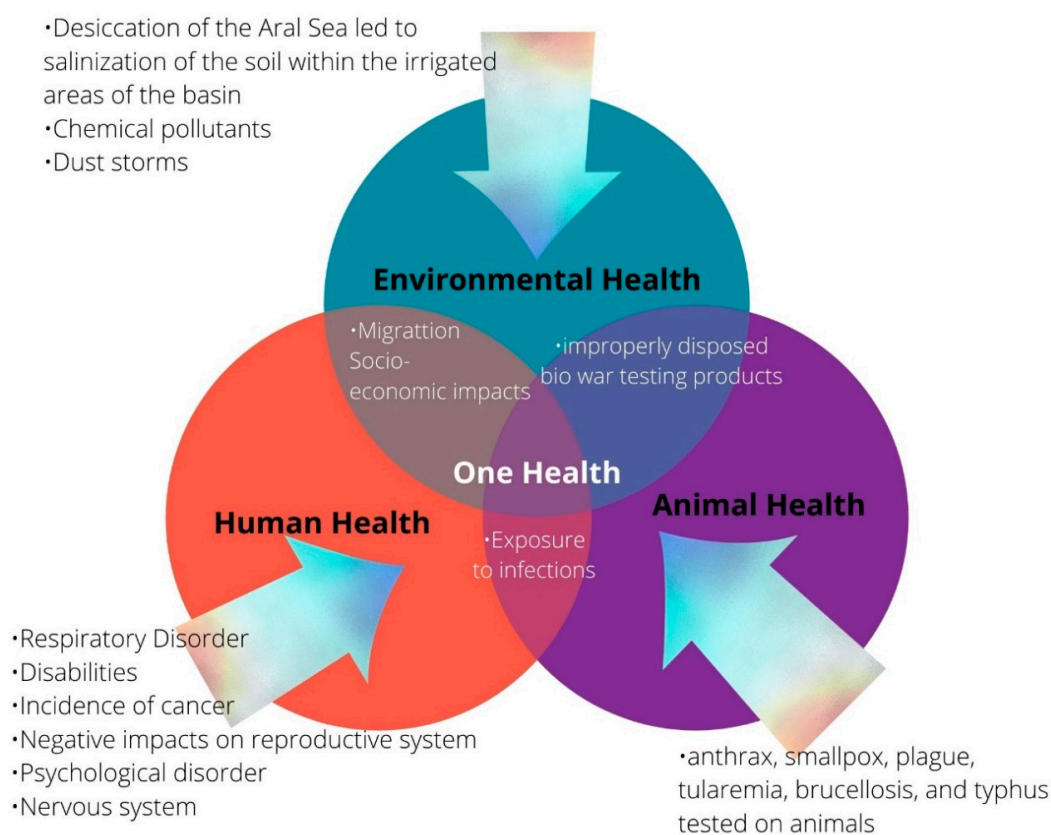 •Desiccation of the Aral Sea led to
salinization of the soil within the irrigated
areas of the basin
•Chemical pollutants
•Dust storms
Environmental Health
•Migrattion
Socio-
economic impacts
•improperly disposed
bio war testing products
One Health
Human Health
Animal Health
•Exposure
to infections
•Respiratory Disorder
•Disabilities
•Incidence of cancer
•Negative impacts on reproductive system
•Psychological disorder
•Nervous system
•anthrax, smallpox, plague,
tularemia, brucellosis, and typhus
tested on animals